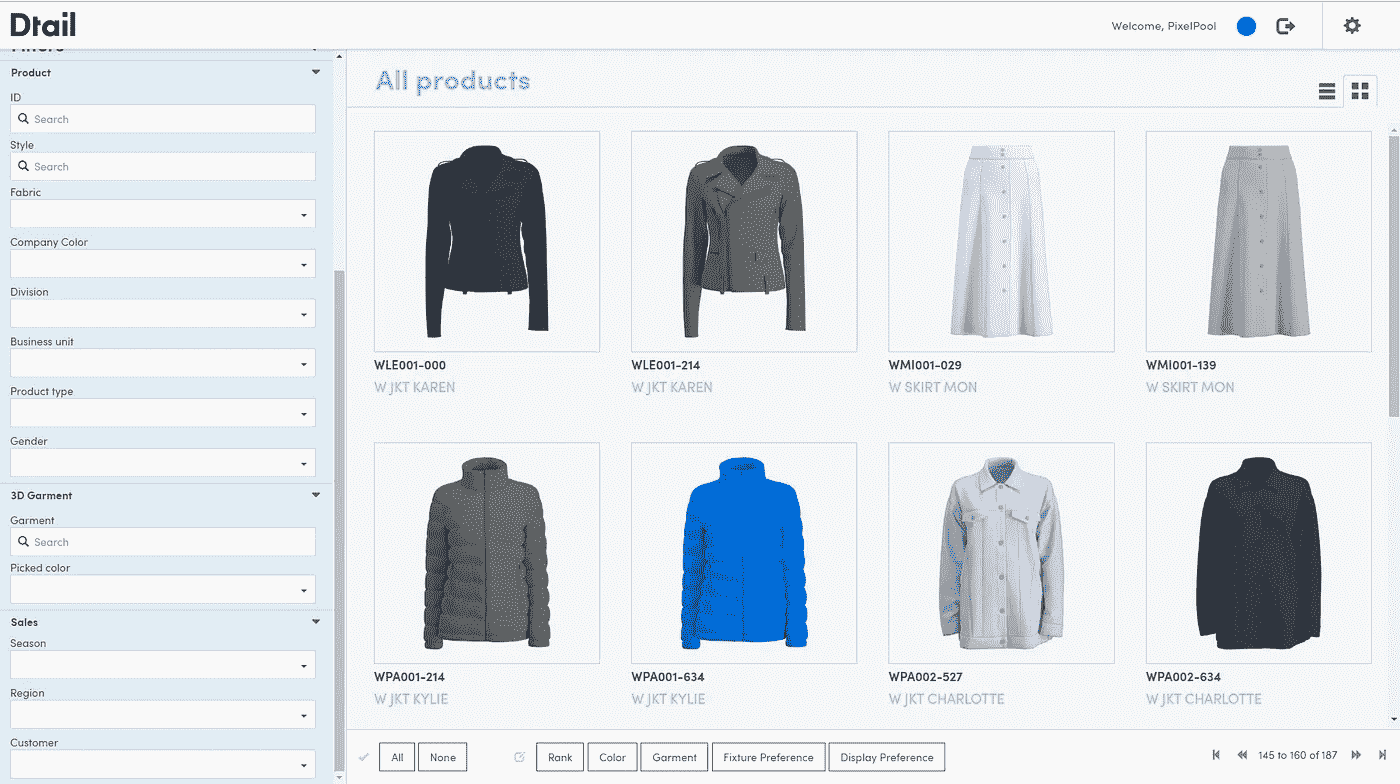 Dtail
Welcome, PixelPool
Filters
Product
ID
Search
Style
Search
Fabric
Company Color
Division
Business unit
Product type
Gender
3D Garment
Garment
Search
Picked color
Sales
Season
Region
Customer
All products
WLE001-000
W JKT KAREN
WLE001-214
W JKT KAREN
WMI001-029
W SKIRT MON
WMI001-139
W SKIRT MON
WPA001-214
W JKT KYLIE
WPA001-634
W JKT KYLIE
WPA002-527
W JKT CHARLOTTE
WPA002-634
W JKT CHARLOTTE
All None Rank Color Garment Fixture Preference Display Preference 145 to 160 of 187